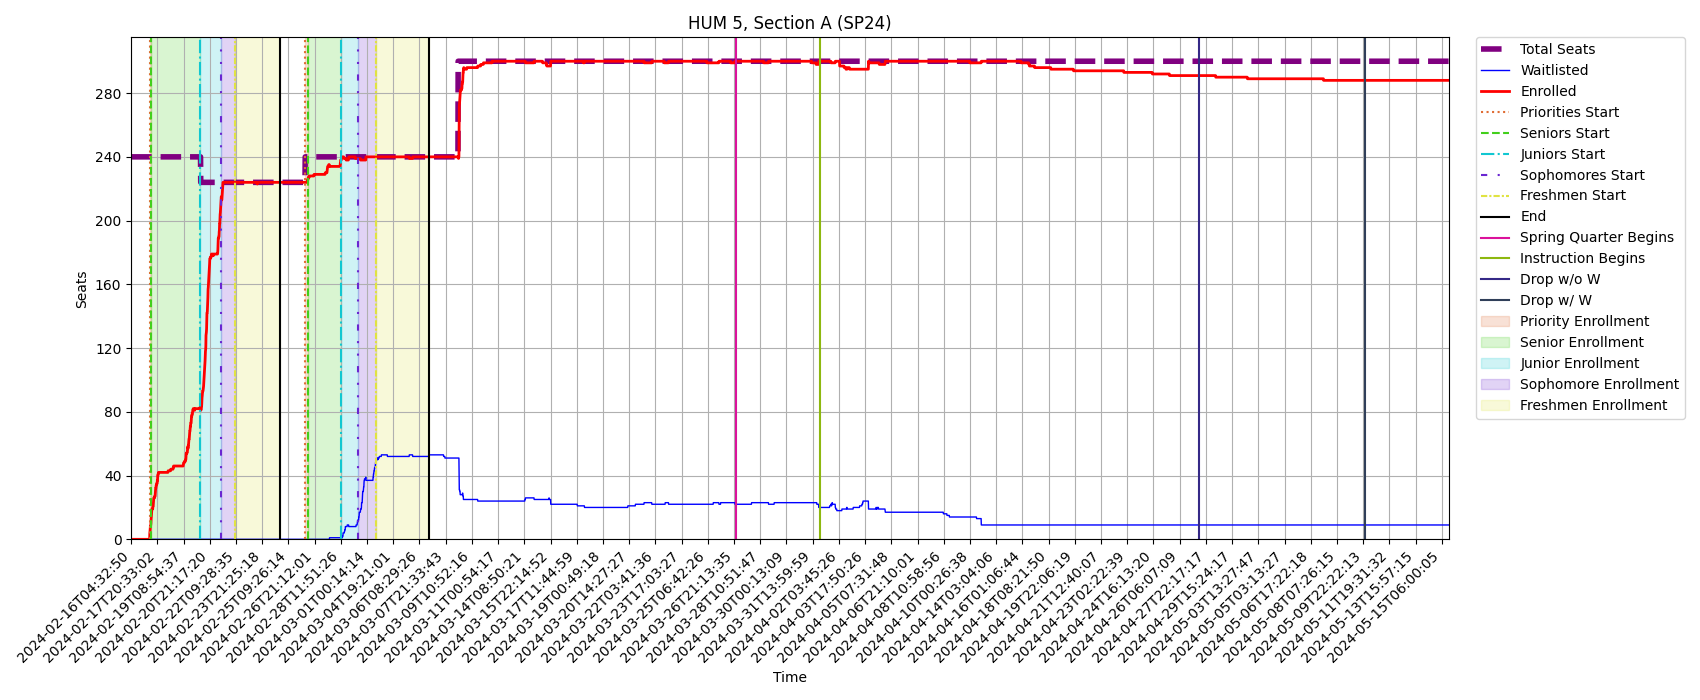 HUM 5, Section A (SP24)
Seats
280
240
200
160
120
80
40
0
2024-02-16T04:32:50
2024-02-17T20:33:02
2024-02-19T08:54:37
2024-02-20T21:17:20
2024-02-22T09:28:35
2024-02-23T21:25:18
2024-02-25T09:26:14
2024-02-26T21:12:01
2024-02-28T11:51:26
2024-03-01T00:14:14
2024-03-04T19:21:01
2024-03-06T08:29:26
2024-03-07T21:33:43
2024-03-09T10:52:16
2024-03-11T00:54:17
2024-03-14T08:50:21
2024-03-15T22:14:52
2024-03-17T11:44:59
2024-03-19T00:49:18
2024-03-20T14:27:27
2024-03-22T03:41:36
2024-03-23T17:03:27
2024-03-25T06:42:26
2024-03-26T21:13:35
2024-03-28T10:51:47
2024-03-30T00:13:09
2024-03-31T13:59:59
2024-04-02T03:45:26
2024-04-03T17:50:26
2024-04-05T07:31:48
2024-04-06T21:10:01
2024-04-08T10:58:56
2024-04-10T00:26:38
2024-04-14T03:04:06
2024-04-16T01:06:44
2024-04-18T08:21:50
2024-04-19T22:06:19
2024-04-21T12:40:07
2024-04-23T02:22:39
2024-04-24T16:13:20
2024-04-26T06:07:09
2024-04-27T22:17:17
2024-04-29T15:24:17
2024-05-03T13:27:47
2024-05-05T03:13:27
2024-05-06T17:22:18
2024-05-08T07:26:15
2024-05-09T22:22:13
2024-05-11T19:31:32
2024-05-13T15:57:15
2024-05-15T06:00:05
Time
Total Seats
Waitlisted
Enrolled
Priorities Start
Seniors Start
Juniors Start
Sophomores Start
Freshmen Start
End
Spring Quarter Begins
Instruction Begins
Drop w/o W
Drop w/ W
Priority Enrollment
Senior Enrollment
Junior Enrollment
Sophomore Enrollment
Freshmen Enrollment